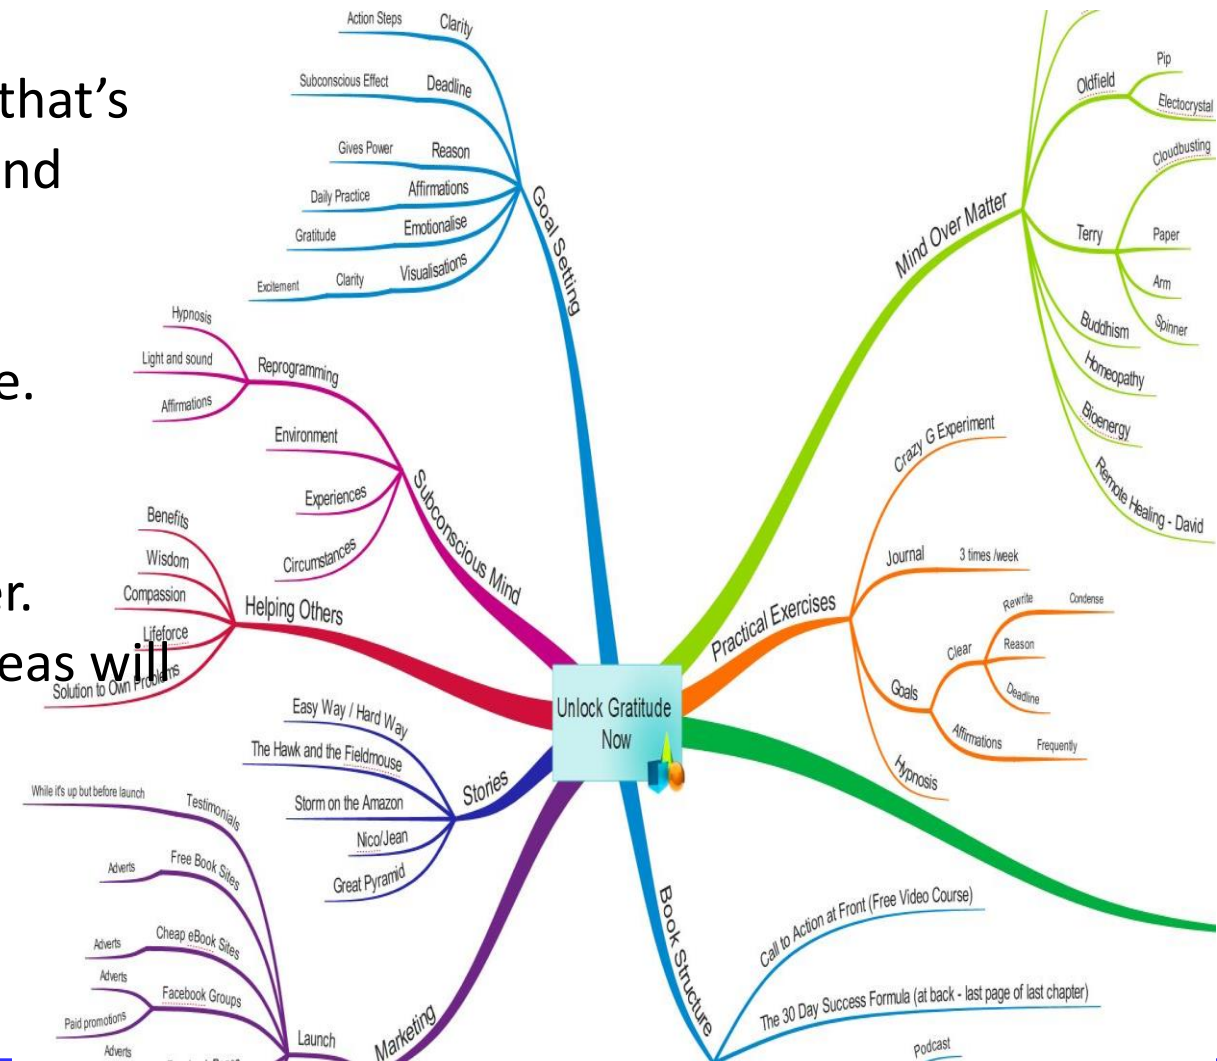 that’s
nd
e.
er.
eas will
Unlock Gratitude
Now
Goal Setting
Clarity
Action Steps
Deadline
Subconscious Effect
Reason
Gives Power
Affirmations
Daily Practice
Emotionalise
Gratitude
Visualisations
Clarity
Excitement
Mind Over Matter
Oldfield
Pip
Electocrystal
Terry
Cloudbusting
Paper
Arm
Spinner
Buddhism
Homeopathy
Bioenergy
Remote Healing - David
Subconscious Mind
Reprogramming
Hypnosis
Light and sound
Affirmations
Environment
Experiences
Circumstances
Helping Others
Benefits
Wisdom
Compassion
Lifeforce
Solution to Own Problems
Practical Exercises
Crazy G Experiment
Journal
3 times /week
Goals
Clear
Rewrite
Condense
Reason
Deadline
Affirmations
Frequently
Hypnosis
Stories
Easy Way / Hard Way
The Hawk and the Fieldmouse
Storm on the Amazon
Nico/Jean
Great Pyramid
Marketing
Launch
Testimonials
While it's up but before launch
Free Book Sites
Adverts
Cheap eBook Sites
Adverts
Facebook Groups
Adverts
Paid promotions
Adverts
Book Structure
Call to Action at Front (Free Video Course)
The 30 Day Success Formula (at back - last page of last chapter)
Podcast